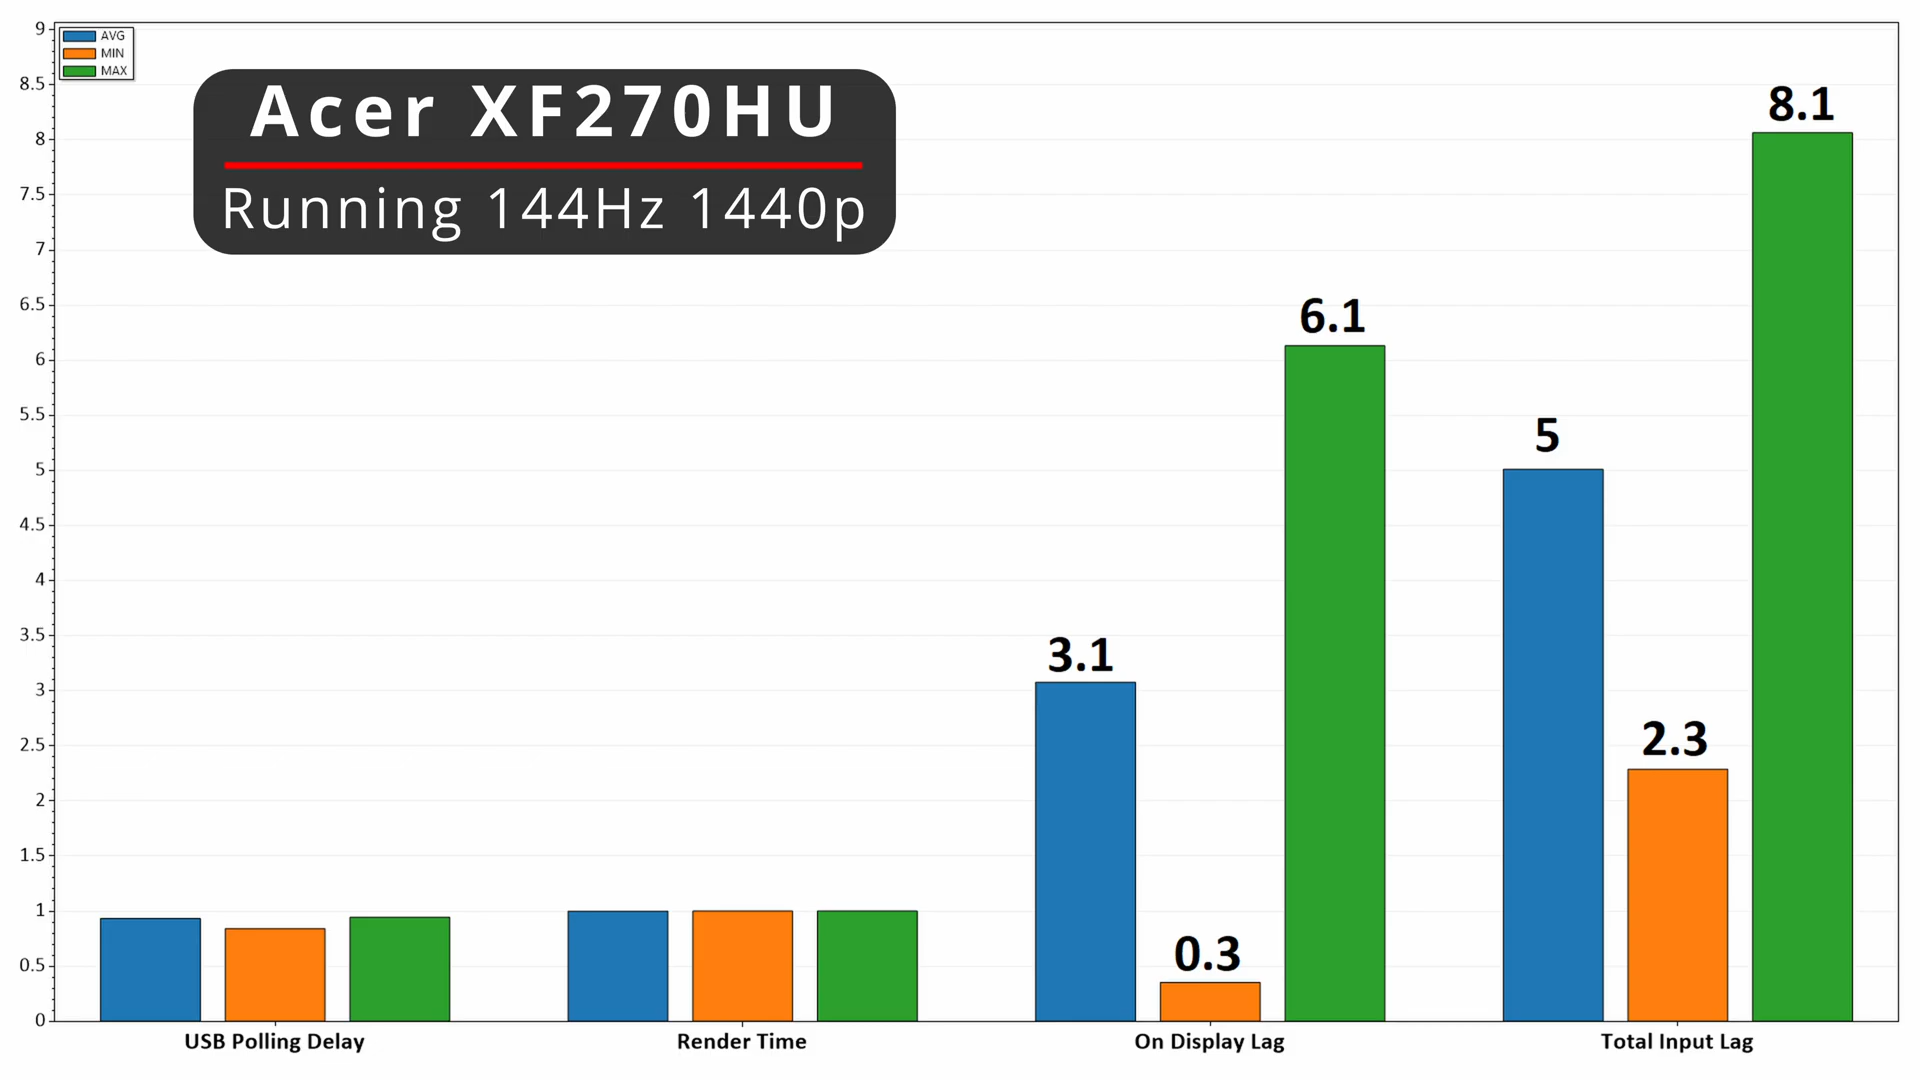 9
8.5
8
7.5
7
6.5
6
5.5
5
4.5
4
3.5
3
2.5
2
1.5
1
0.5
0
AVG
MIN
MAX
Acer XF270HU
Running 144Hz 1440p
3.1
0.3
6.1
5
2.3
8.1
USB Polling Delay
Render Time
On Display Lag
Total Input Lag